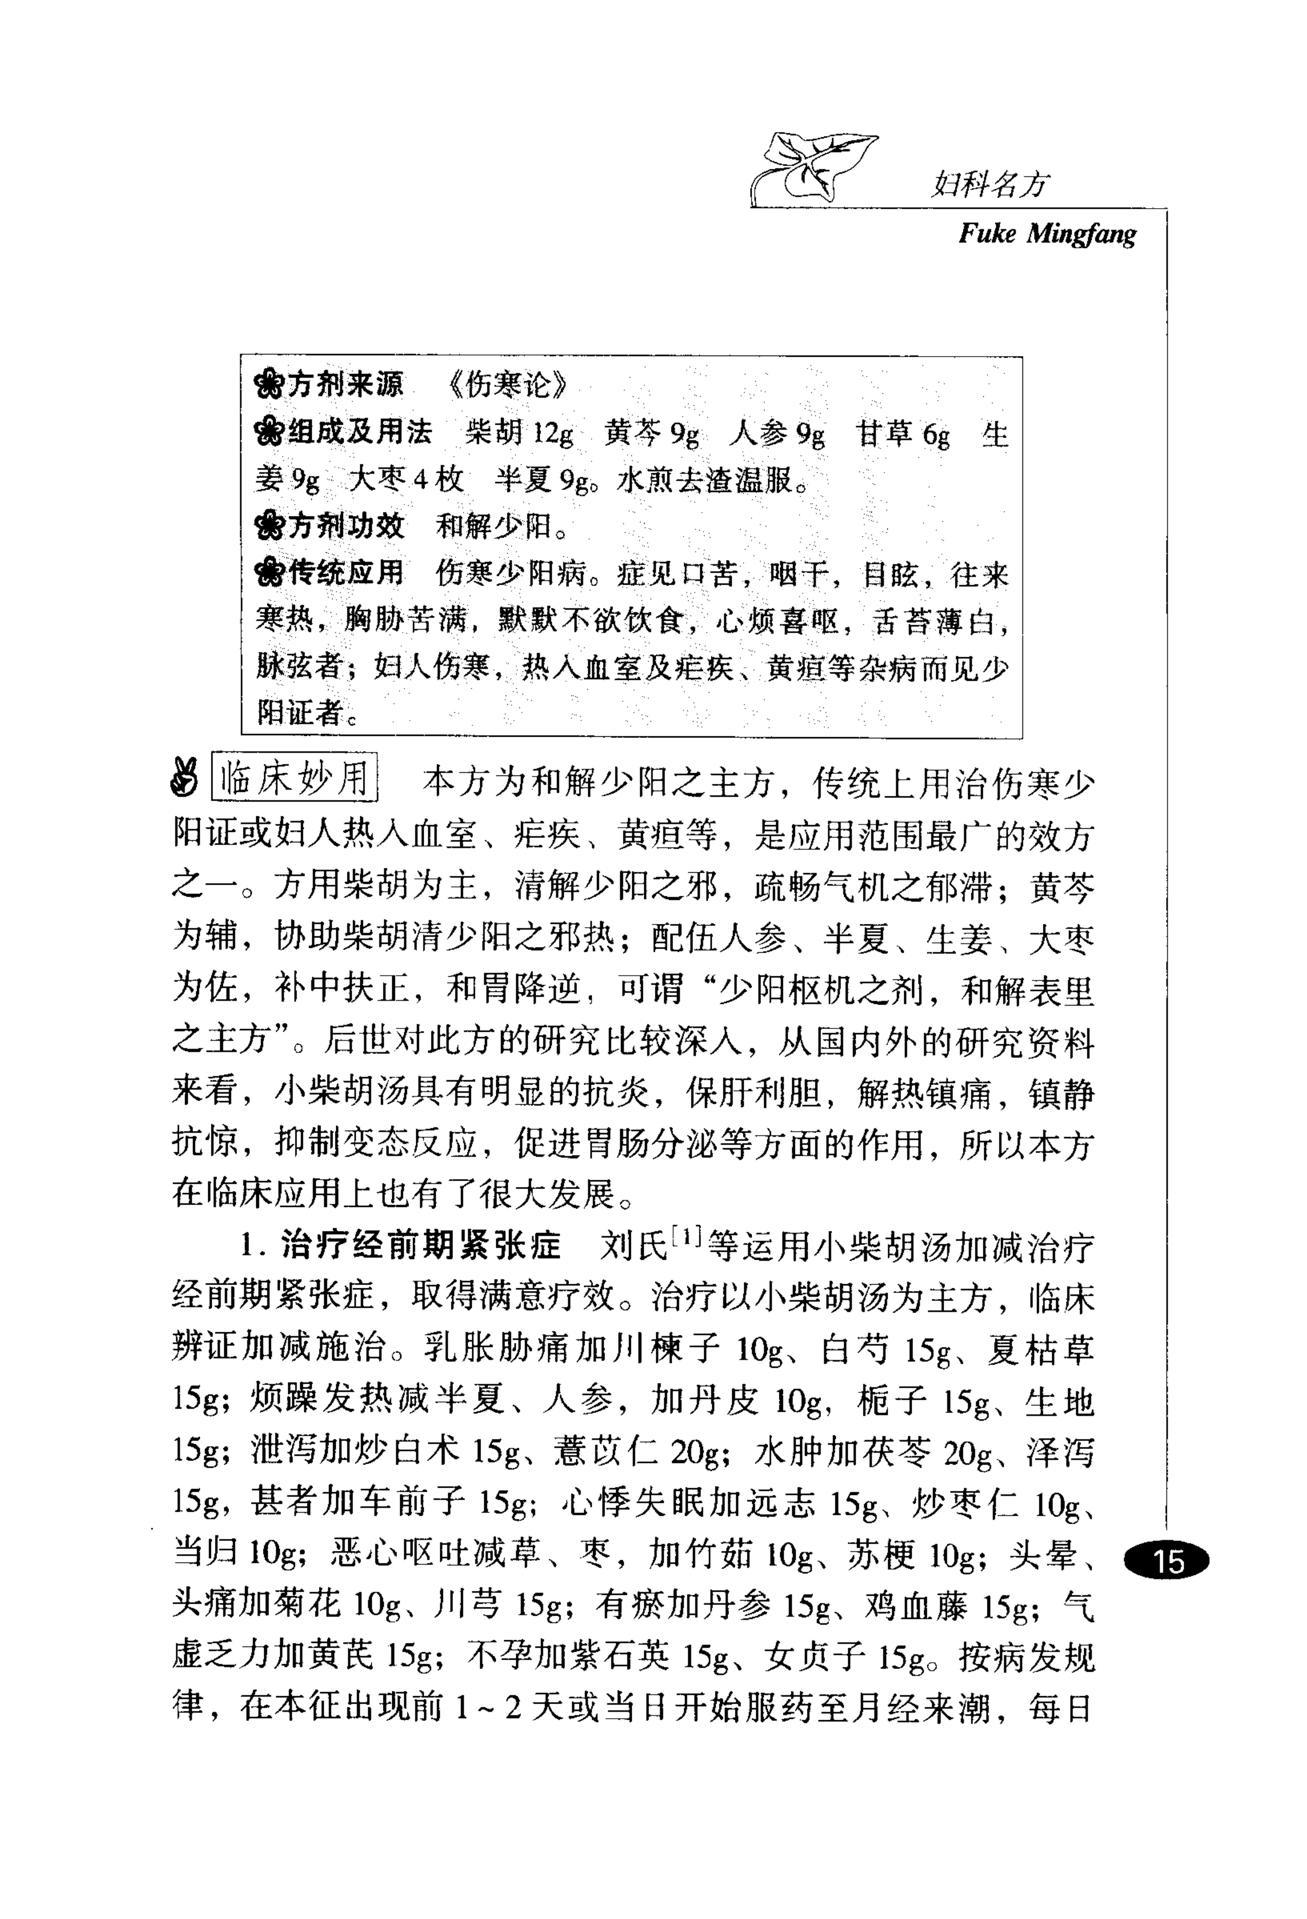 妇科名方
Fuke Mingfang
方剂来源 《伤寒论》
组成及用法 柴胡12g 黄芩9g 人参9g 甘草6g 生
姜9g 大枣4枚 半夏9g。水煎去渣温服。
方剂功效 和解少阳。
传统应用 伤寒少阳病。症见口苦，咽干，目眩，往来
寒热，胸胁苦满，默默不欲饮食，心烦喜呕，舌苔薄白，
脉弦者；妇人伤寒，热入血室及疟疾、黄疸等杂病而见少
阳证者。
临床妙用 本方为和解少阳之主方，传统上用治伤寒少
阳证或妇人热入血室、疟疾、黄疸等，是应用范围最广的效方
之一。方用柴胡为主，清解少阳之邪，疏畅气机之郁滞；黄芩
为辅，协助柴胡清少阳之邪热；配伍人参、半夏、生姜、大枣
为佐，补中扶正，和胃降逆，可谓“少阳枢机之剂，和解表里
之主方”。后世对此方的研究比较深入，从国内外的研究资料
来看，小柴胡汤具有明显的抗炎，保肝利胆，解热镇痛，镇静
抗惊，抑制变态反应，促进胃肠分泌等方面的作用，所以本方
在临床应用上也有了很大发展。
1. 治疗经前期紧张症 刘氏[1]等运用小柴胡汤加减治疗
经前期紧张症，取得满意疗效。治疗以小柴胡汤为主方，临床
辨证加减施治。乳胀胁痛加川楝子 10g、白芍 15g、夏枯草
15g；烦躁发热减半夏、人参，加丹皮 10g，栀子 15g、生地
15g；泄泻加炒白术 15g、薏苡仁 20g；水肿加茯苓 20g、泽泻
15g，甚者加车前子 15g；心悸失眠加远志 15g、炒枣仁 10g、
当归 10g；恶心呕吐减草、枣，加竹茹 10g、苏梗 10g；头晕、
头痛加菊花 10g、川芎 15g；有瘀加丹参 15g、鸡血藤 15g；气
虚乏力加黄芪 15g；不孕加紫石英 15g、女贞子 15g。按病发规
律，在本征出现前 1~2 天或当日开始服药至月经来潮，每日
15